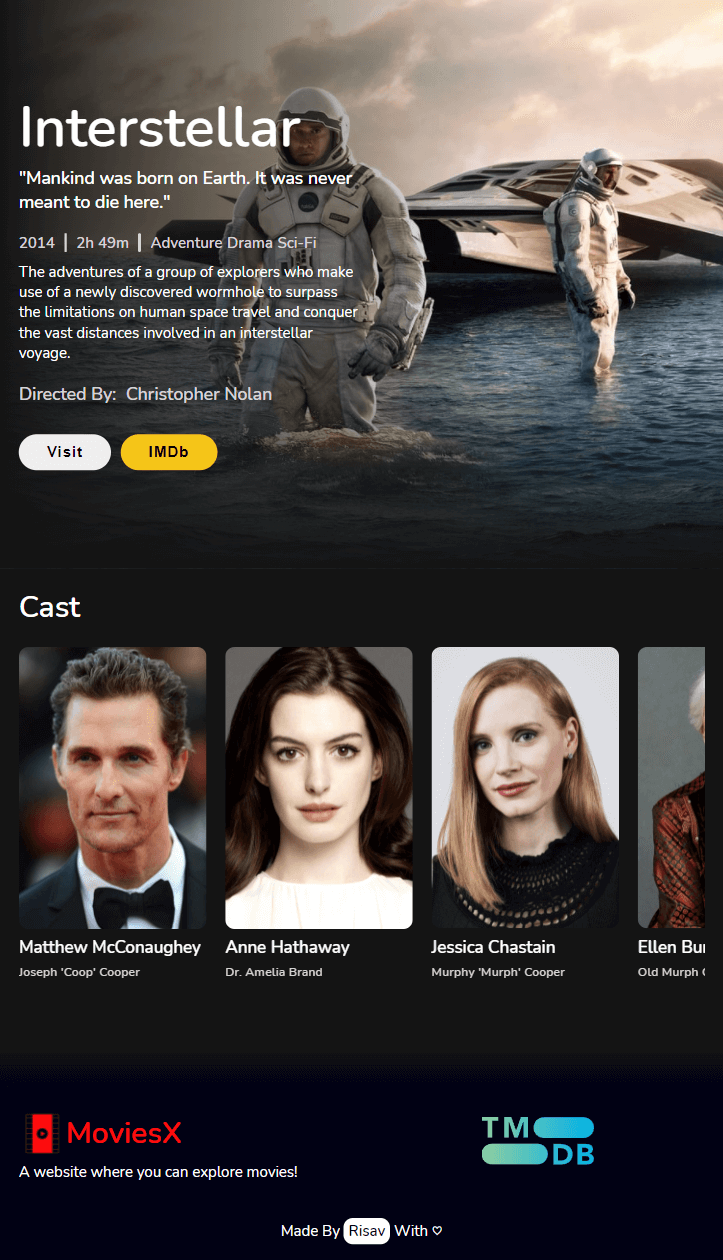 Interstellar
"Mankind was born on Earth. It was never
meant to die here."
2014 | 2h 49m | Adventure Drama Sci-Fi
The adventures of a group of explorers who make
use of a newly discovered wormhole to surpass
the limitations on human space travel and conquer
the vast distances involved in an interstellar
voyage.
Directed By: Christopher Nolan
Visit IMDb
Cast
Matthew McConaughey
Joseph 'Coop' Cooper
Anne Hathaway
Dr. Amelia Brand
Jessica Chastain
Murphy 'Murph' Cooper
Ellen
Old Murph
MoviesX
A website where you can explore movies!
TM
DB
Made By Risav With ♡